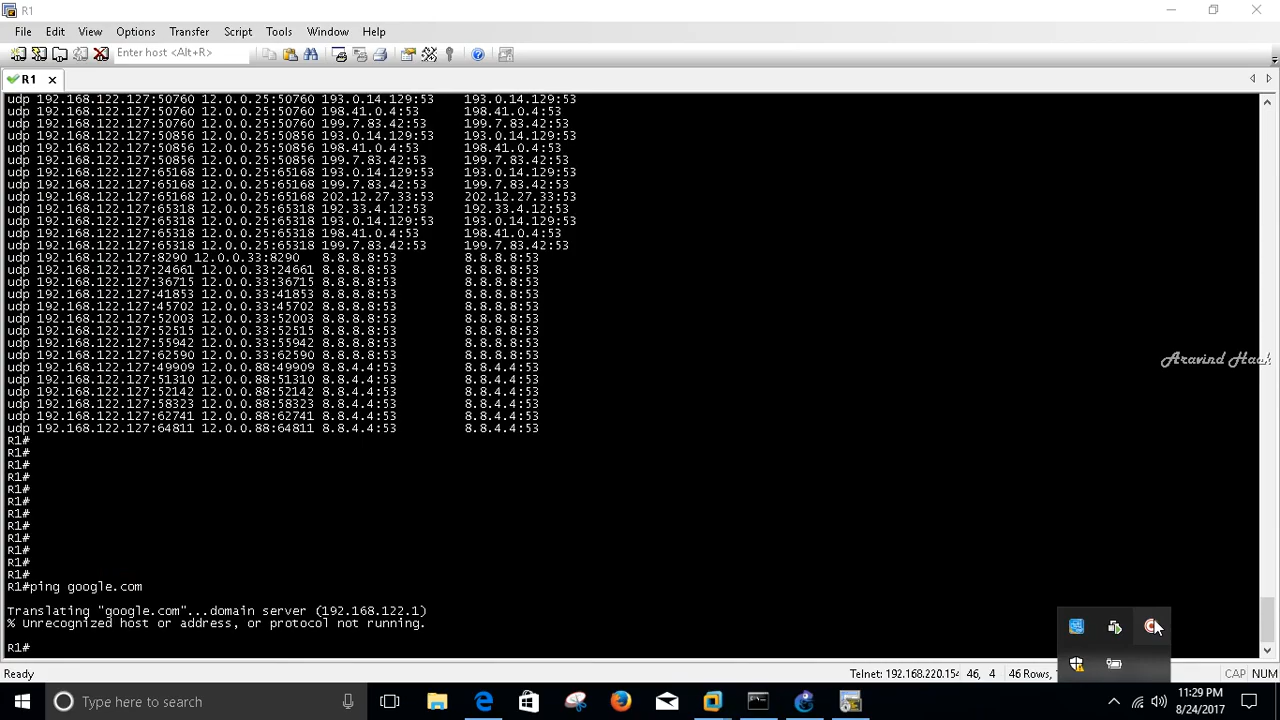 R1
File Edit View Options Transfer Script Tools Window Help
Enter host <Alt+R>
R1
udp 192.168.122.127:50760 12.0.0.25:50760 193.0.14.129:53 193.0.14.129:53
udp 192.168.122.127:50760 12.0.0.25:50760 198.41.0.4:53 198.41.0.4:53
udp 192.168.122.127:50760 12.0.0.25:50760 199.7.83.42:53 199.7.83.42:53
udp 192.168.122.127:50856 12.0.0.25:50856 193.0.14.129:53 193.0.14.129:53
udp 192.168.122.127:50856 12.0.0.25:50856 198.41.0.4:53 198.41.0.4:53
udp 192.168.122.127:50856 12.0.0.25:50856 199.7.83.42:53 199.7.83.42:53
udp 192.168.122.127:65168 12.0.0.25:65168 193.0.14.129:53 193.0.14.129:53
udp 192.168.122.127:65168 12.0.0.25:65168 199.7.83.42:53 199.7.83.42:53
udp 192.168.122.127:65168 12.0.0.25:65168 202.12.27.33:53 202.12.27.33:53
udp 192.168.122.127:65318 12.0.0.25:65318 192.33.4.12:53 192.33.4.12:53
udp 192.168.122.127:65318 12.0.0.25:65318 193.0.14.129:53 193.0.14.129:53
udp 192.168.122.127:65318 12.0.0.25:65318 198.41.0.4:53 198.41.0.4:53
udp 192.168.122.127:65318 12.0.0.25:65318 199.7.83.42:53 199.7.83.42:53
udp 192.168.122.127:8290 12.0.0.33:8290 8.8.8.8:53 8.8.8.8:53
udp 192.168.122.127:24661 12.0.0.33:24661 8.8.8.8:53 8.8.8.8:53
udp 192.168.122.127:36715 12.0.0.33:36715 8.8.8.8:53 8.8.8.8:53
udp 192.168.122.127:41853 12.0.0.33:41853 8.8.8.8:53 8.8.8.8:53
udp 192.168.122.127:45702 12.0.0.33:45702 8.8.8.8:53 8.8.8.8:53
udp 192.168.122.127:52003 12.0.0.33:52003 8.8.8.8:53 8.8.8.8:53
udp 192.168.122.127:52515 12.0.0.33:52515 8.8.8.8:53 8.8.8.8:53
udp 192.168.122.127:55942 12.0.0.33:55942 8.8.8.8:53 8.8.8.8:53
udp 192.168.122.127:62590 12.0.0.33:62590 8.8.8.8:53 8.8.8.8:53
udp 192.168.122.127:49909 12.0.0.88:49909 8.8.4.4:53 8.8.4.4:53
udp 192.168.122.127:51310 12.0.0.88:51310 8.8.4.4:53 8.8.4.4:53
udp 192.168.122.127:52142 12.0.0.88:52142 8.8.4.4:53 8.8.4.4:53
udp 192.168.122.127:58323 12.0.0.88:58323 8.8.4.4:53 8.8.4.4:53
udp 192.168.122.127:62741 12.0.0.88:62741 8.8.4.4:53 8.8.4.4:53
udp 192.168.122.127:64811 12.0.0.88:64811 8.8.4.4:53 8.8.4.4:53
Aravind Hack
R1#
R1#
R1#
R1#
R1#
R1#
R1#
R1#
R1#
R1#
R1#
R1#
R1#ping google.com
Translating "google.com"...domain server (192.168.122.1)
% Unrecognized host or address, or protocol not running.
R1#
Ready Telnet: 192.168.220.154 46, 4 46 Rows, CAP NUM
Type here to search
11:29 PM
8/24/2017